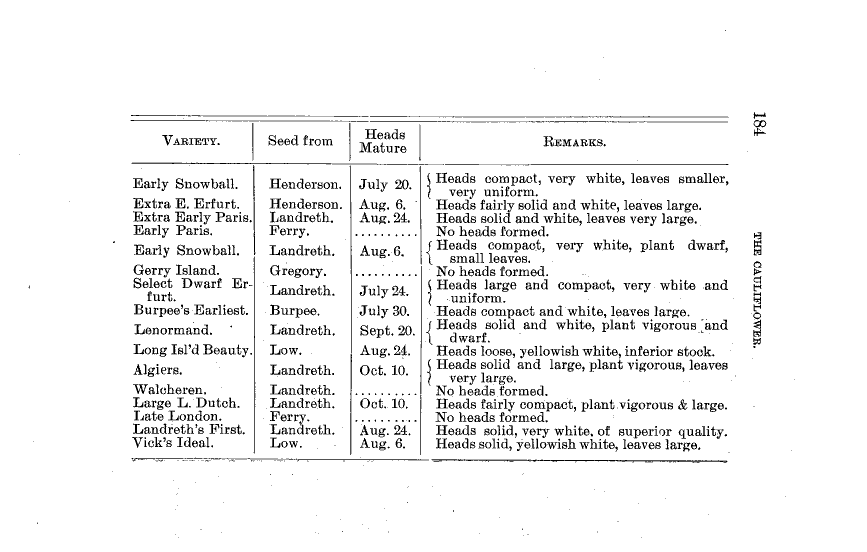 184 THE CAULIFLOWER.
VARIETY. Seed from Heads Mature REMARKS.
Early Snowball. Henderson. July 20. Heads compact, very white, leaves smaller,
very uniform.
Extra E. Erfurt. Henderson. Aug. 6. Heads fairly solid and white, leaves large.
Extra Early Paris. Landreth. Aug. 24. Heads solid and white, leaves very large.
Early Paris. Ferry. .......... No heads formed.
Early Snowball. Landreth. Aug. 6. Heads compact, very white, plant dwarf,
small leaves.
Gerry Island. Gregory. .......... No heads formed.
Select Dwarf Er-
furt. Landreth. July 24. Heads large and compact, very white and
uniform.
Burpee's Earliest. Burpee. July 30. Heads compact and white, leaves large.
Lenormand. Landreth. Sept. 20. Heads solid and white, plant vigorous and
dwarf.
Long Isl'd Beauty. Low. Aug. 24. Heads loose, yellowish white, inferior stock.
Algiers. Landreth. Oct. 10. Heads solid and large, plant vigorous, leaves
very large.
Walcheren. Landreth. .......... No heads formed.
Large L. Dutch. Landreth. Oct. 10. Heads fairly compact, plant vigorous & large.
Late London. Ferry. .......... No heads formed.
Landreth's First. Landreth. Aug. 24. Heads solid, very white, of superior quality.
Vick's Ideal. Low. Aug. 6. Heads solid, yellowish white, leaves large.